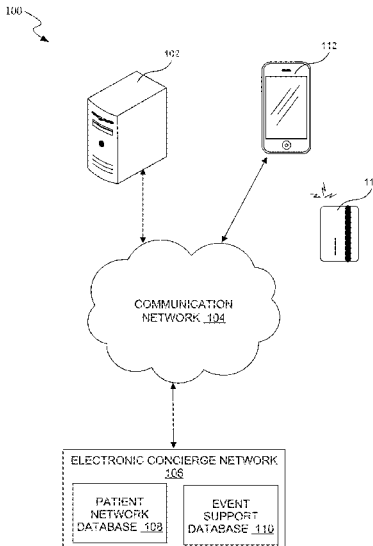 100
102
112
11
COMMUNICATION
NETWORK 104
ELECTRONIC CONCIERGE NETWORK
106
PATIENT
NETWORK
DATABASE 108
EVENT
SUPPORT
DATABASE 110